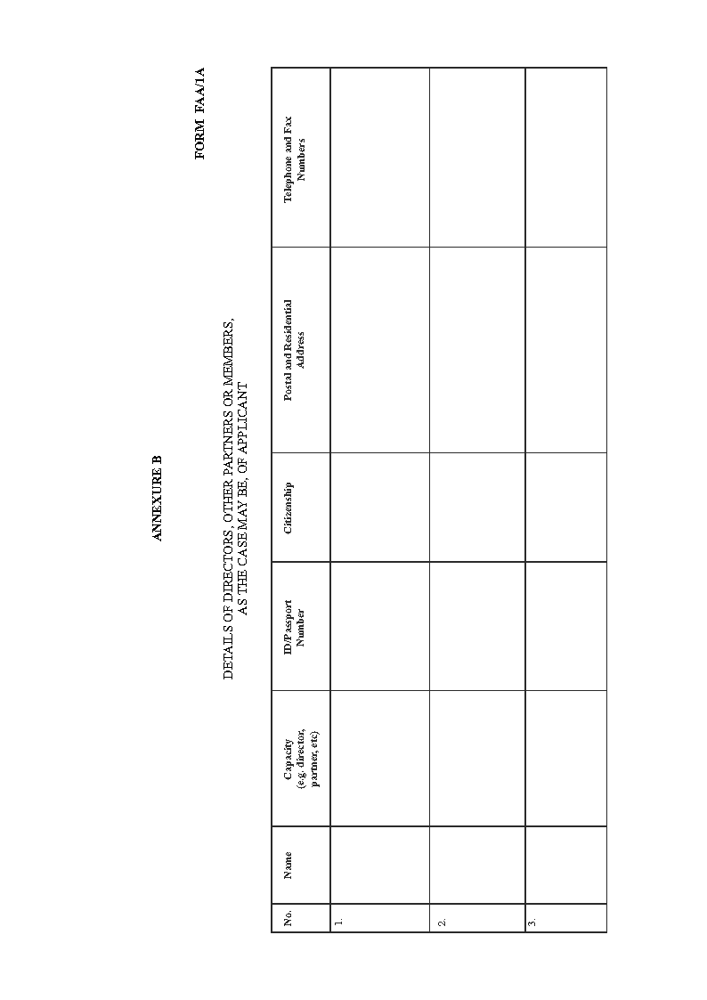 ANNEXURE B
FORM FAA/1A
DETAILS OF DIRECTORS, OTHER PARTNERS OR MEMBERS,
AS THE CASE MAY BE, OF APPLICANT
No.
Name
Capacity
(e.g. director,
partner, etc)
ID/Passport
Number
Citizenship
Postal and Residential
Address
Telephone and Fax
Numbers
1.
2.
3.